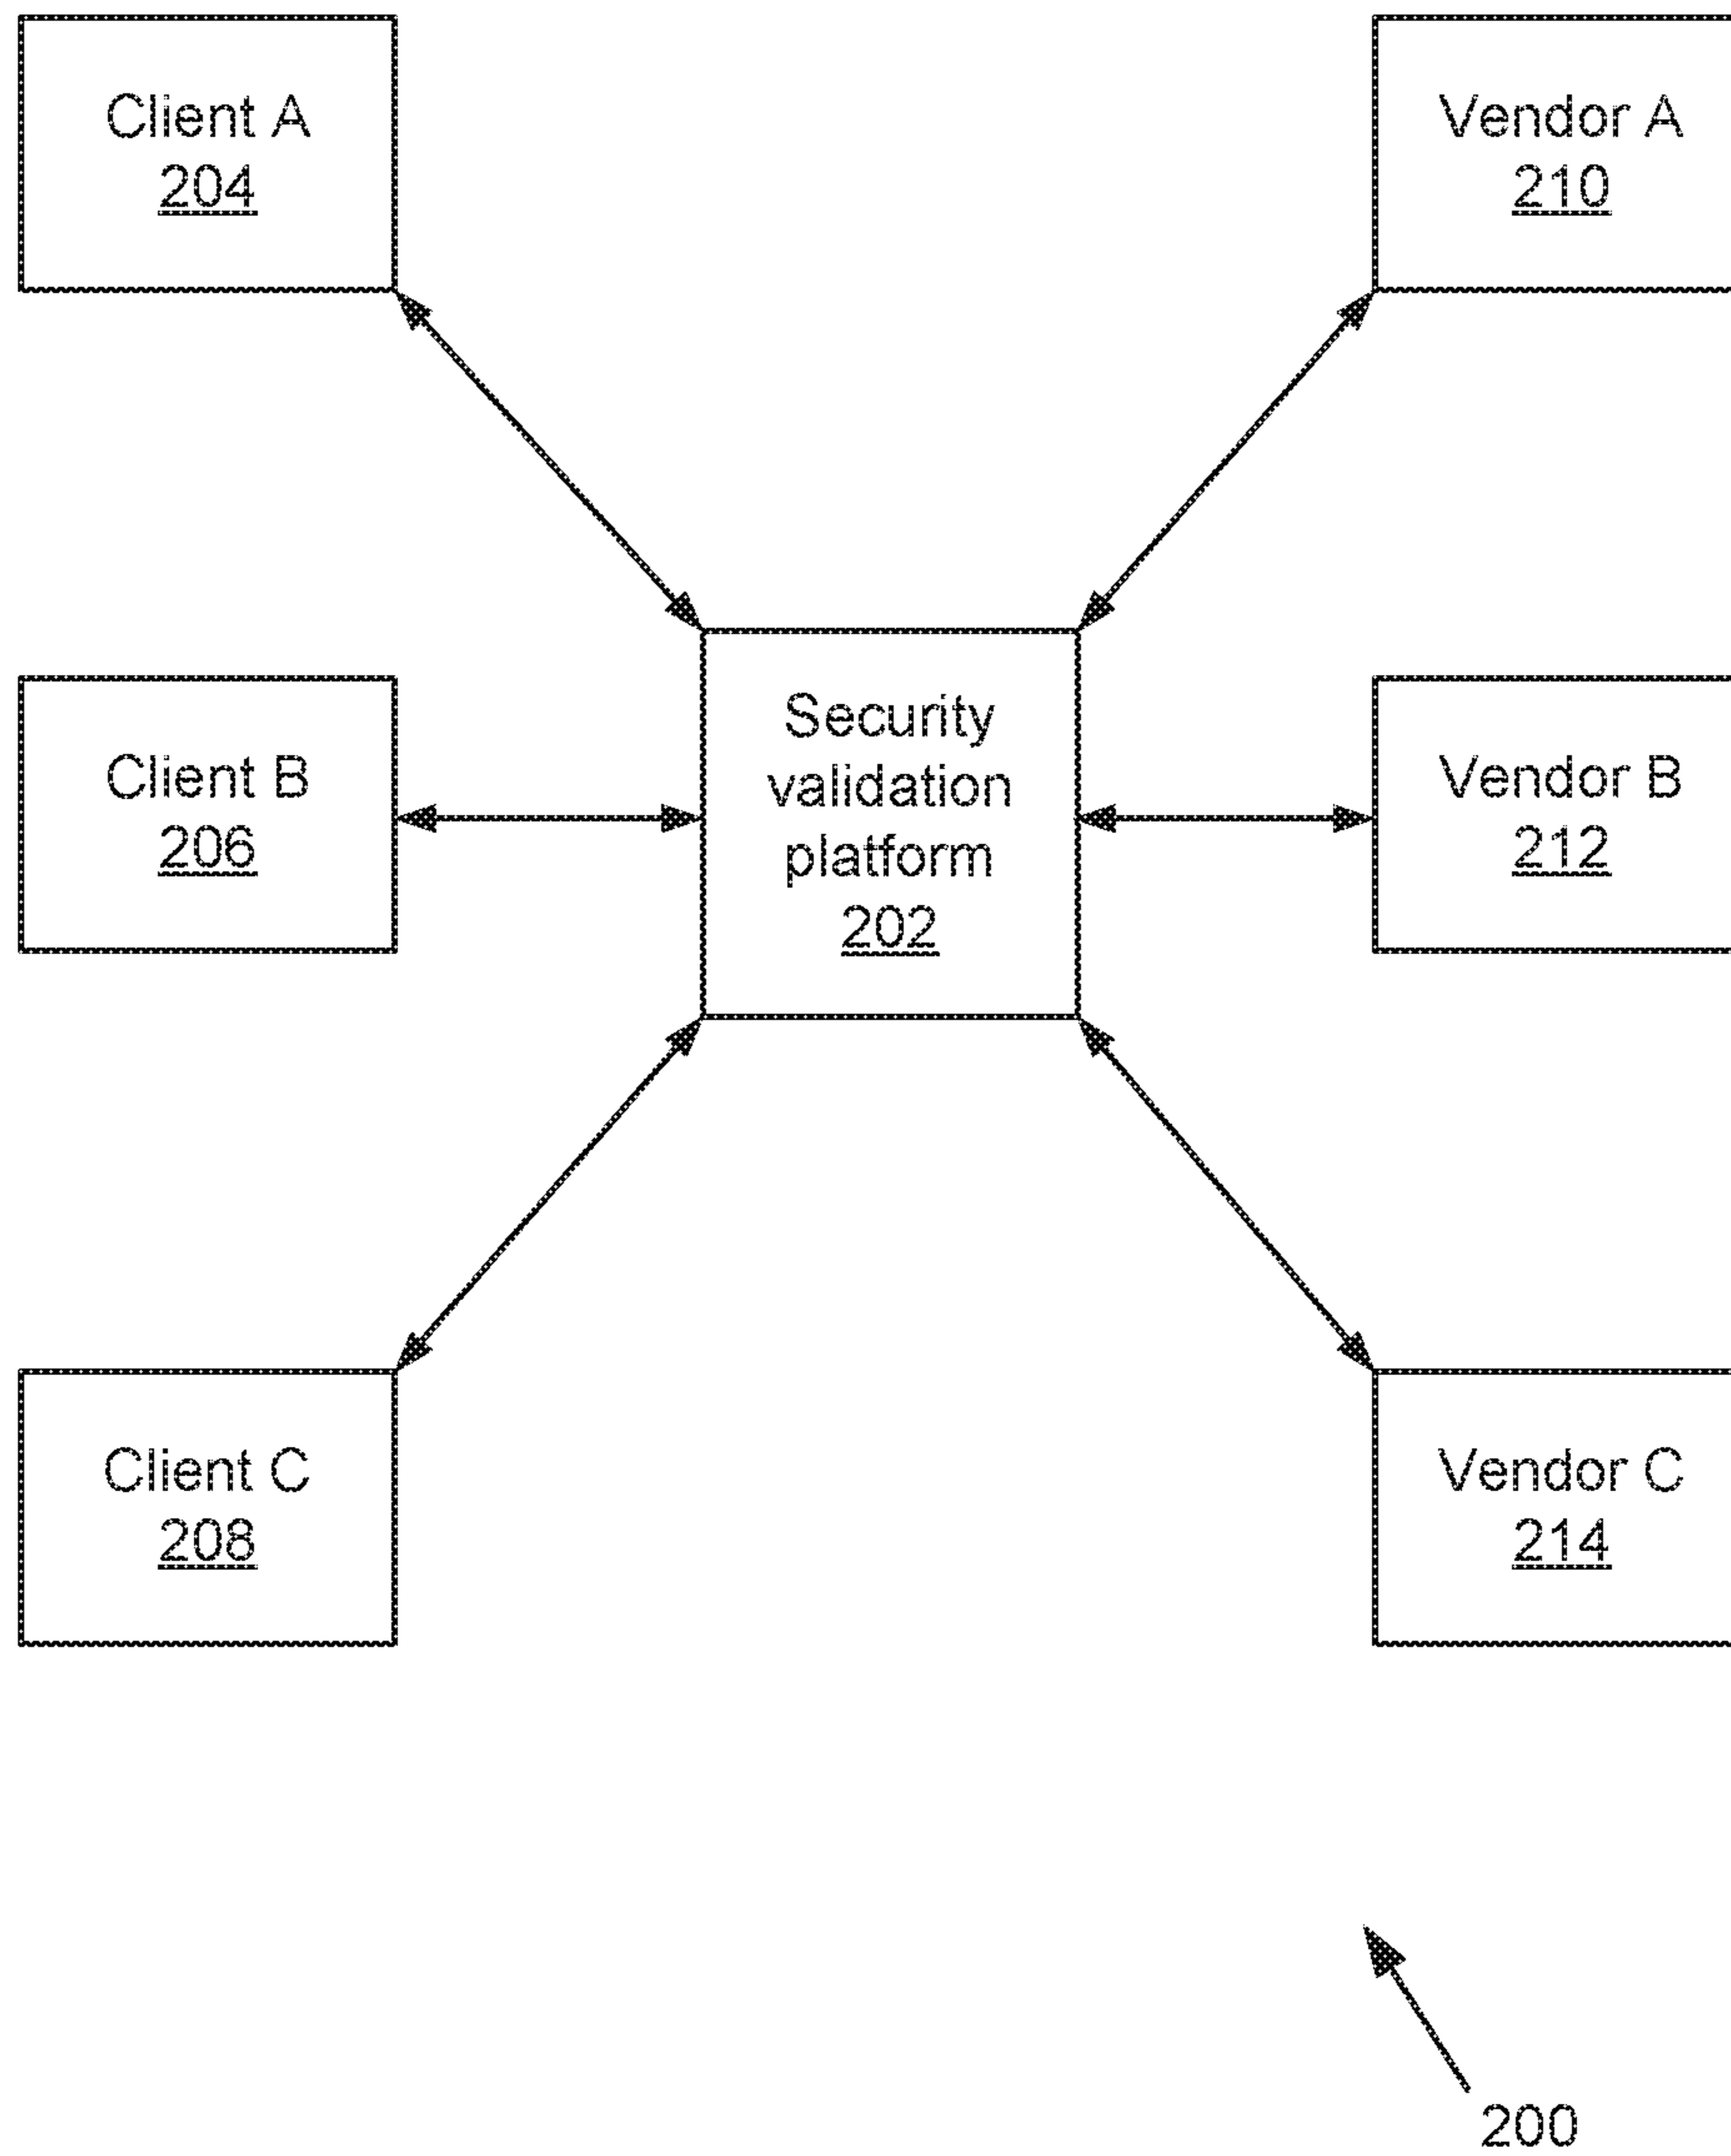 Client A
204
Vendor A
210
Security
validation
platform
202
Client B
206
Vendor B
212
Client C
208
Vendor C
214
200